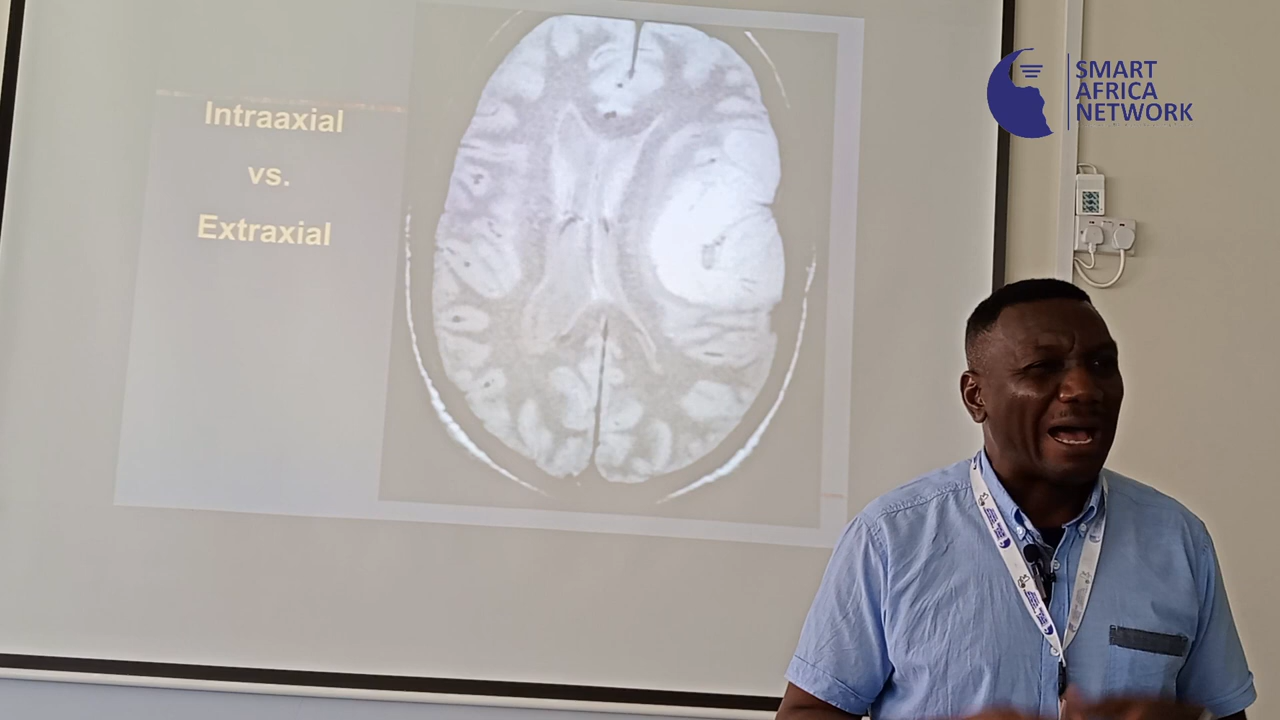 Intraaxial
vs.
Extraxial
SMART
AFRICA
NETWORK